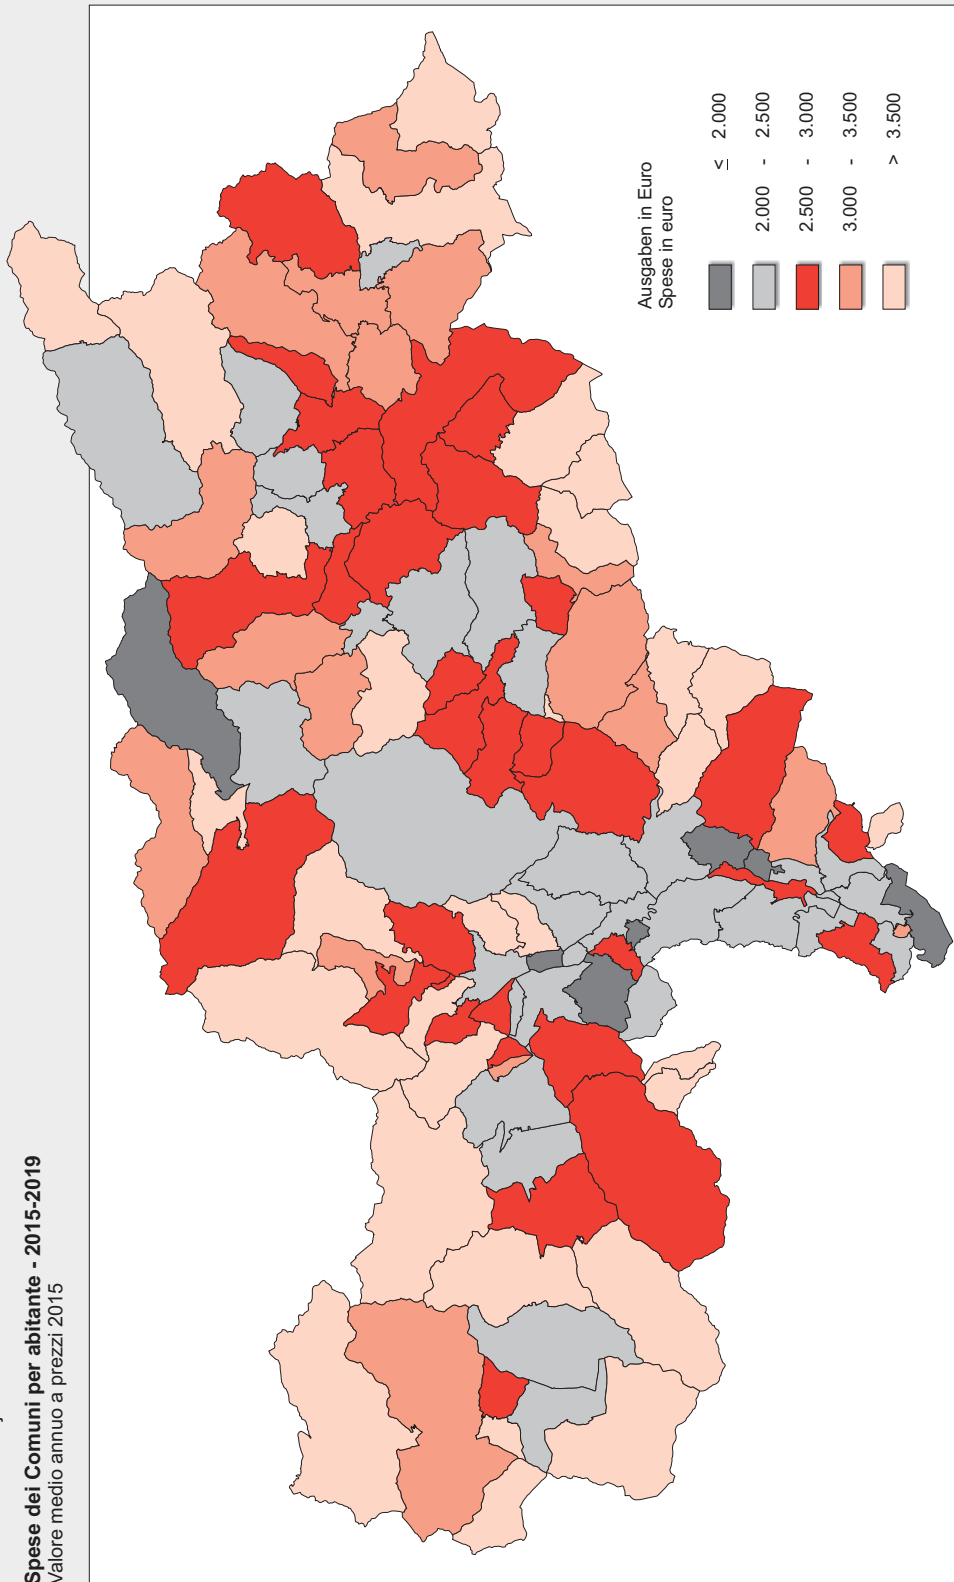 Spese dei Comuni per abitante - 2015-2019
Valore medio annuo a prezzi 2015
Ausgaben in Euro
Spese in euro
≤ 2.000
2.000 - 2.500
2.500 - 3.000
3.000 - 3.500
> 3.500